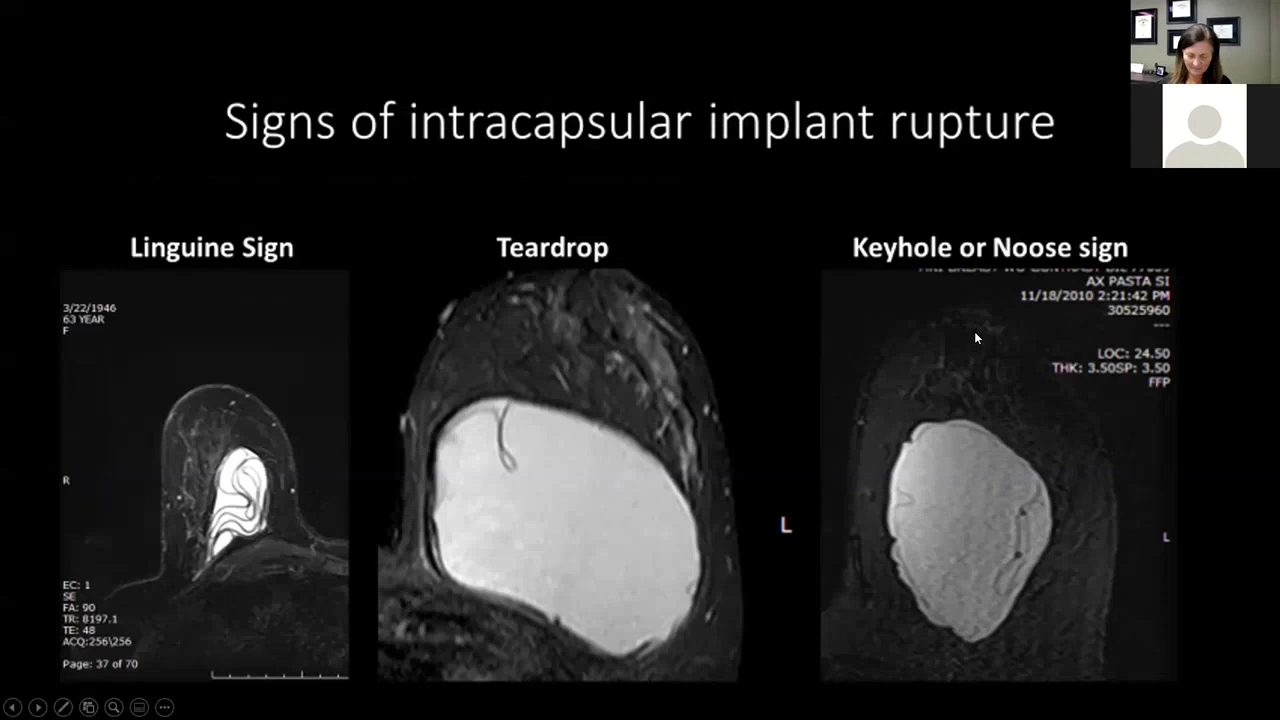 Signs of intracapsular implant rupture
Linguine Sign
Teardrop
Keyhole or Noose sign
3/22/1946
63 YEAR
F
R
EC: 1
SE
FA: 90
TR: 8197.1
TE: 48
ACQ:256\256
Page: 37 of 70
L
AX PASTA SI
11/18/2010 2:21:42 PM
30525960
---
LOC: 24.50
THK: 3.50SP: 3.50
FFP
L